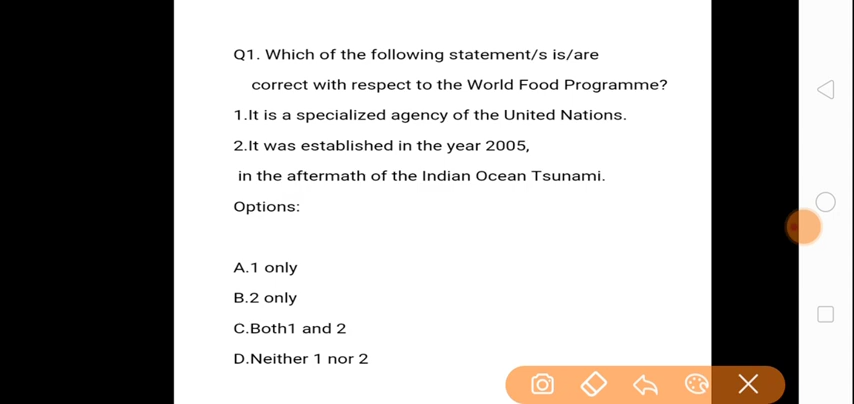 Q1. Which of the following statement/s is/are
correct with respect to the World Food Programme?
1.It is a specialized agency of the United Nations.
2.It was established in the year 2005,
in the aftermath of the Indian Ocean Tsunami.
Options:
A.1 only
B.2 only
C.Both1 and 2
D.Neither 1 nor 2